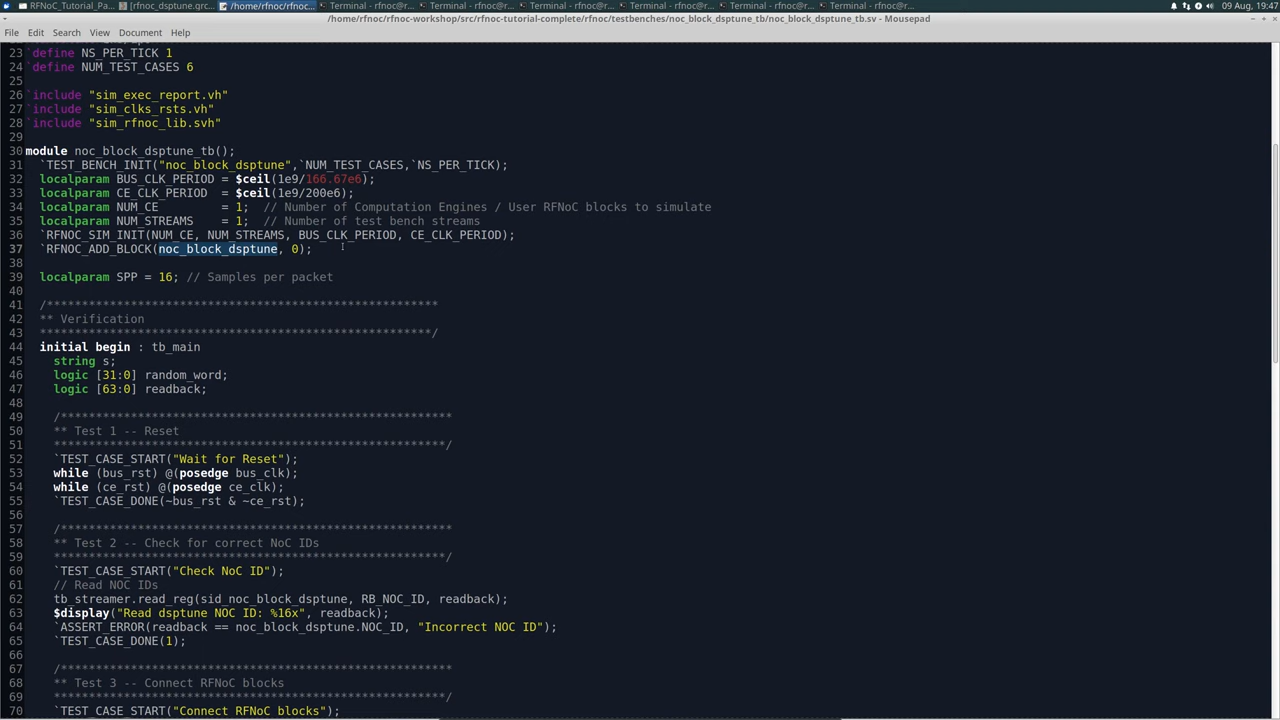 RFNoC_Tutorial_Pa... [rfnoc_dsptune.grc... /home/rfnoc/rfnoc... Terminal - rfnoc@r... Terminal - rfnoc@r... Terminal - rfnoc@r... Terminal - rfnoc@r... Terminal - rfnoc@r... Terminal - rfnoc@r... 09 Aug, 19:47
/home/rfnoc/rfnoc-workshop/src/rfnoc-tutorial-complete/rfnoc/testbenches/noc_block_dsptune_tb/noc_block_dsptune_tb.sv - Mousepad
File Edit Search View Document Help
23 `define NS_PER_TICK 1
24 `define NUM_TEST_CASES 6
25
26 `include "sim_exec_report.vh"
27 `include "sim_clks_rsts.vh"
28 `include "sim_rfnoc_lib.svh"
29
30 module noc_block_dsptune_tb();
31 `TEST_BENCH_INIT("noc_block_dsptune",`NUM_TEST_CASES,`NS_PER_TICK);
32 localparam BUS_CLK_PERIOD = $ceil(1e9/166.67e6);
33 localparam CE_CLK_PERIOD = $ceil(1e9/200e6);
34 localparam NUM_CE = 1; // Number of Computation Engines / User RFNoC blocks to simulate
35 localparam NUM_STREAMS = 1; // Number of test bench streams
36 `RFNOC_SIM_INIT(NUM_CE, NUM_STREAMS, BUS_CLK_PERIOD, CE_CLK_PERIOD);
37 `RFNOC_ADD_BLOCK(noc_block_dsptune, 0);
38
39 localparam SPP = 16; // Samples per packet
40
41 /********************************************************
42 ** Verification
43 ********************************************************/
44 initial begin : tb_main
45 string s;
46 logic [31:0] random_word;
47 logic [63:0] readback;
48
49 /********************************************************
50 ** Test 1 -- Reset
51 ********************************************************/
52 `TEST_CASE_START("Wait for Reset");
53 while (bus_rst) @(posedge bus_clk);
54 while (ce_rst) @(posedge ce_clk);
55 `TEST_CASE_DONE(~bus_rst & ~ce_rst);
56
57 /********************************************************
58 ** Test 2 -- Check for correct NoC IDs
59 ********************************************************/
60 `TEST_CASE_START("Check NoC ID");
61 // Read NOC IDs
62 tb_streamer.read_reg(sid_noc_block_dsptune, RB_NOC_ID, readback);
63 $display("Read dsptune NOC ID: %16x", readback);
64 `ASSERT_ERROR(readback == noc_block_dsptune.NOC_ID, "Incorrect NOC ID");
65 `TEST_CASE_DONE(1);
66
67 /********************************************************
68 ** Test 3 -- Connect RFNoC blocks
69 ********************************************************/
70 `TEST_CASE_START("Connect RFNoC blocks");